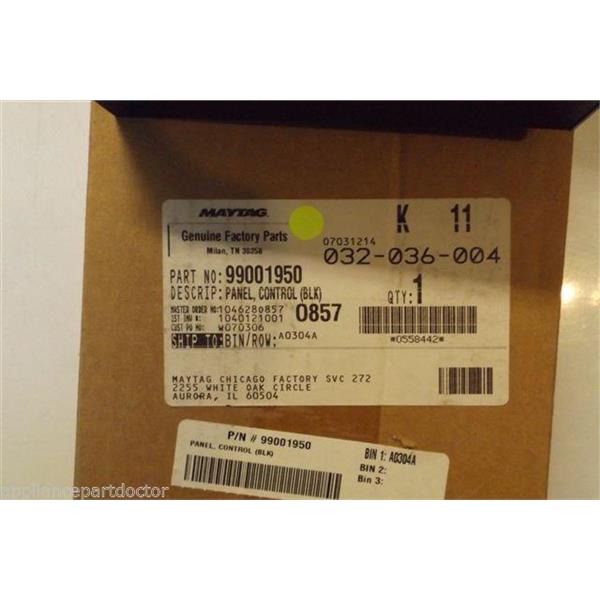 MAYTAG
K 11
Genuine Factory Parts
Milan, TN 38358
07031214
032-036-004
PART NO: 99001950
DESCRIP: PANEL, CONTROL (BLK)
QTY: 1
MASTER ORDER NO: 1046280857
0857
1ST INV #: 1040121001
CUST PO NO: W070306
SHIP TO: BIN/ROW: A0304A
*0558442*
MAYTAG CHICAGO FACTORY SVC 272
2255 WHITE OAK CIRCLE
AURORA, IL 60504
P/N # 99001950
PANEL, CONTROL (BLK)
BIN 1: A0304A
BIN 2:
Bin 3:
appliancepartdoctor